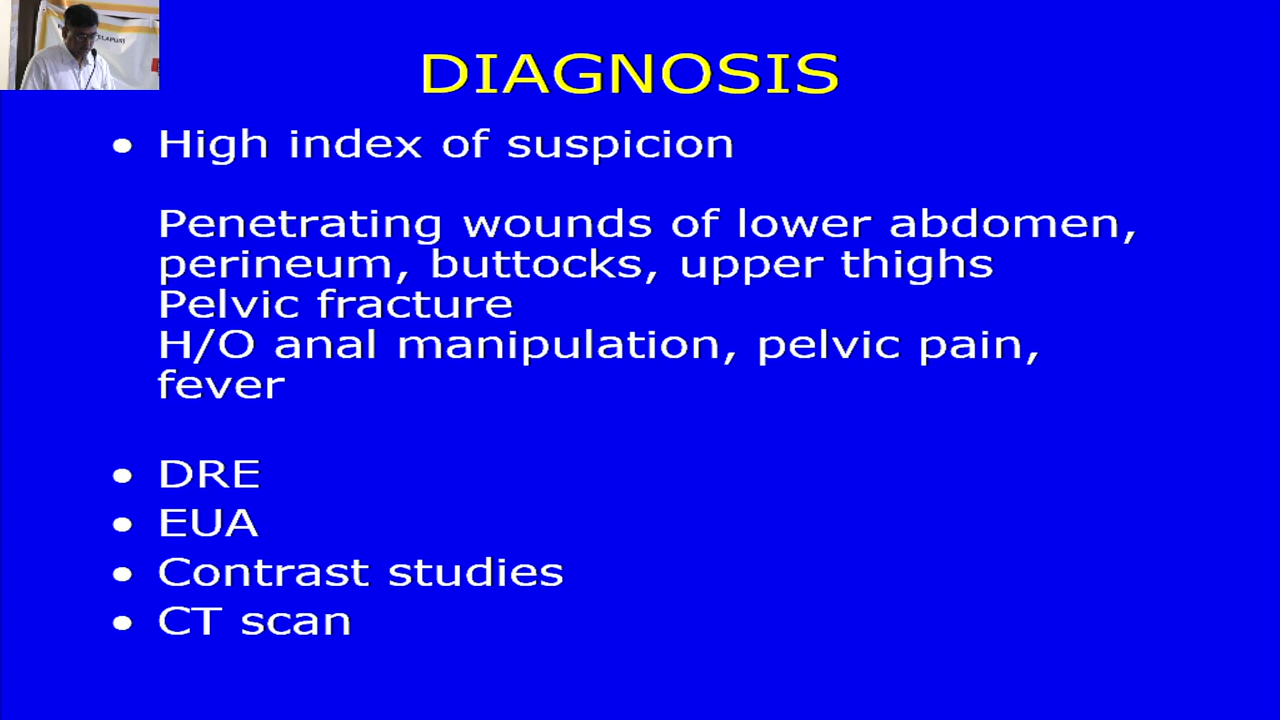 DIAGNOSIS
• High index of suspicion
Penetrating wounds of lower abdomen,
perineum, buttocks, upper thighs
Pelvic fracture
H/O anal manipulation, pelvic pain,
fever
• DRE
• EUA
• Contrast studies
• CT scan